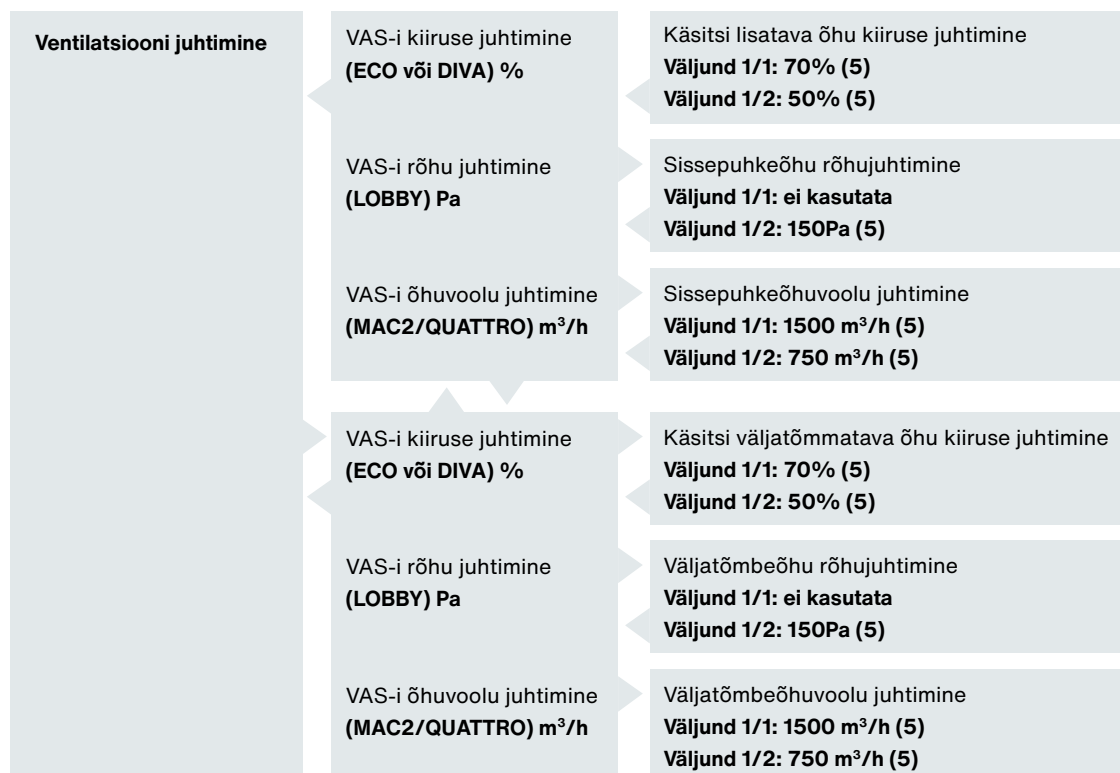 Ventilatsiooni juhtimine
VAS-i kiiruse juhtimine
(ECO või DIVA) %
Käsitsi lisatava õhu kiiruse juhtimine
Väljund 1/1: 70% (5)
Väljund 1/2: 50% (5)
VAS-i rõhu juhtimine
(LOBBY) Pa
Sissepuhkeõhu rõhujuhtimine
Väljund 1/1: ei kasutata
Väljund 1/2: 150Pa (5)
VAS-i õhuvoolu juhtimine
(MAC2/QUATTRO) m³/h
Sissepuhkeõhuvoolu juhtimine
Väljund 1/1: 1500 m³/h (5)
Väljund 1/2: 750 m³/h (5)
VAS-i kiiruse juhtimine
(ECO või DIVA) %
Käsitsi väljatõmmatava õhu kiiruse juhtimine
Väljund 1/1: 70% (5)
Väljund 1/2: 50% (5)
VAS-i rõhu juhtimine
(LOBBY) Pa
Väljatõmbeõhu rõhujuhtimine
Väljund 1/1: ei kasutata
Väljund 1/2: 150Pa (5)
VAS-i õhuvoolu juhtimine
(MAC2/QUATTRO) m³/h
Väljatõmbeõhuvoolu juhtimine
Väljund 1/1: 1500 m³/h (5)
Väljund 1/2: 750 m³/h (5)